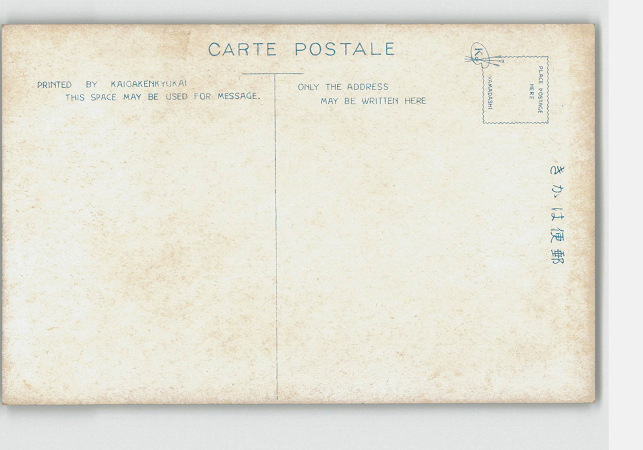 CARTE POSTALE
PRINTED BY KAIGAKENKYUKAI
THIS SPACE MAY BE USED FOR MESSAGE.
ONLY THE ADDRESS
MAY BE WRITTEN HERE
K
PLACE POSTAGE
HERE
WAKABASHI
きかは便郵